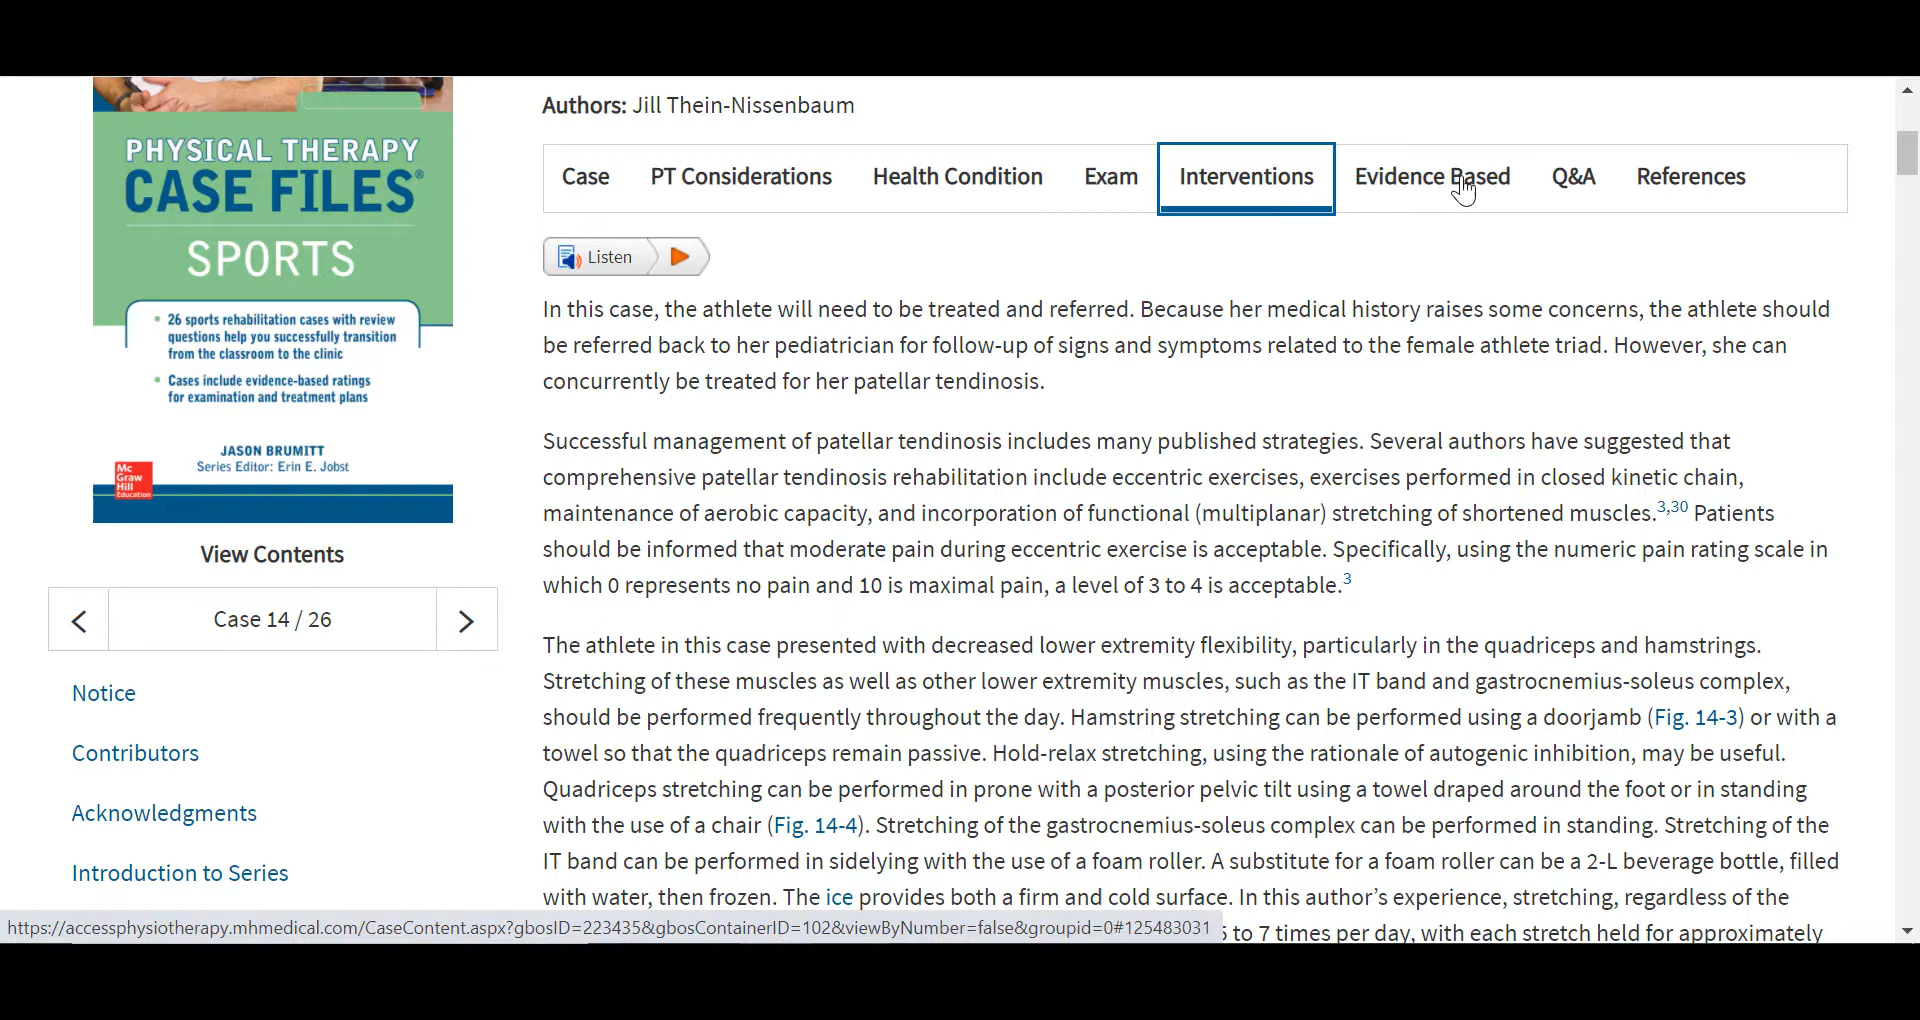 PHYSICAL THERAPY
CASE FILES®
SPORTS
• 26 sports rehabilitation cases with review
questions help you successfully transition
from the classroom to the clinic
• Cases include evidence-based ratings
for examination and treatment plans
JASON BRUMITT
Series Editor: Erin E. Jobst
Mc
Graw
Hill
Education
View Contents
Case 14 / 26
Notice
Contributors
Acknowledgments
Introduction to Series
Authors: Jill Thein-Nissenbaum
Case PT Considerations Health Condition Exam Interventions Evidence Based Q&A References
Listen
In this case, the athlete will need to be treated and referred. Because her medical history raises some concerns, the athlete should
be referred back to her pediatrician for follow-up of signs and symptoms related to the female athlete triad. However, she can
concurrently be treated for her patellar tendinosis.
Successful management of patellar tendinosis includes many published strategies. Several authors have suggested that
comprehensive patellar tendinosis rehabilitation include eccentric exercises, exercises performed in closed kinetic chain,
maintenance of aerobic capacity, and incorporation of functional (multiplanar) stretching of shortened muscles.3,30 Patients
should be informed that moderate pain during eccentric exercise is acceptable. Specifically, using the numeric pain rating scale in
which 0 represents no pain and 10 is maximal pain, a level of 3 to 4 is acceptable.3
The athlete in this case presented with decreased lower extremity flexibility, particularly in the quadriceps and hamstrings.
Stretching of these muscles as well as other lower extremity muscles, such as the IT band and gastrocnemius-soleus complex,
should be performed frequently throughout the day. Hamstring stretching can be performed using a doorjamb (Fig. 14-3) or with a
towel so that the quadriceps remain passive. Hold-relax stretching, using the rationale of autogenic inhibition, may be useful.
Quadriceps stretching can be performed in prone with a posterior pelvic tilt using a towel draped around the foot or in standing
with the use of a chair (Fig. 14-4). Stretching of the gastrocnemius-soleus complex can be performed in standing. Stretching of the
IT band can be performed in sidelying with the use of a foam roller. A substitute for a foam roller can be a 2-L beverage bottle, filled
with water, then frozen. The ice provides both a firm and cold surface. In this author's experience, stretching, regardless of the
to 7 times per day, with each stretch held for approximately
https://accessphysiotherapy.mhmedical.com/CaseContent.aspx?gbosID=223435&gbosContainerID=102&viewByNumber=false&groupid=0#125483031